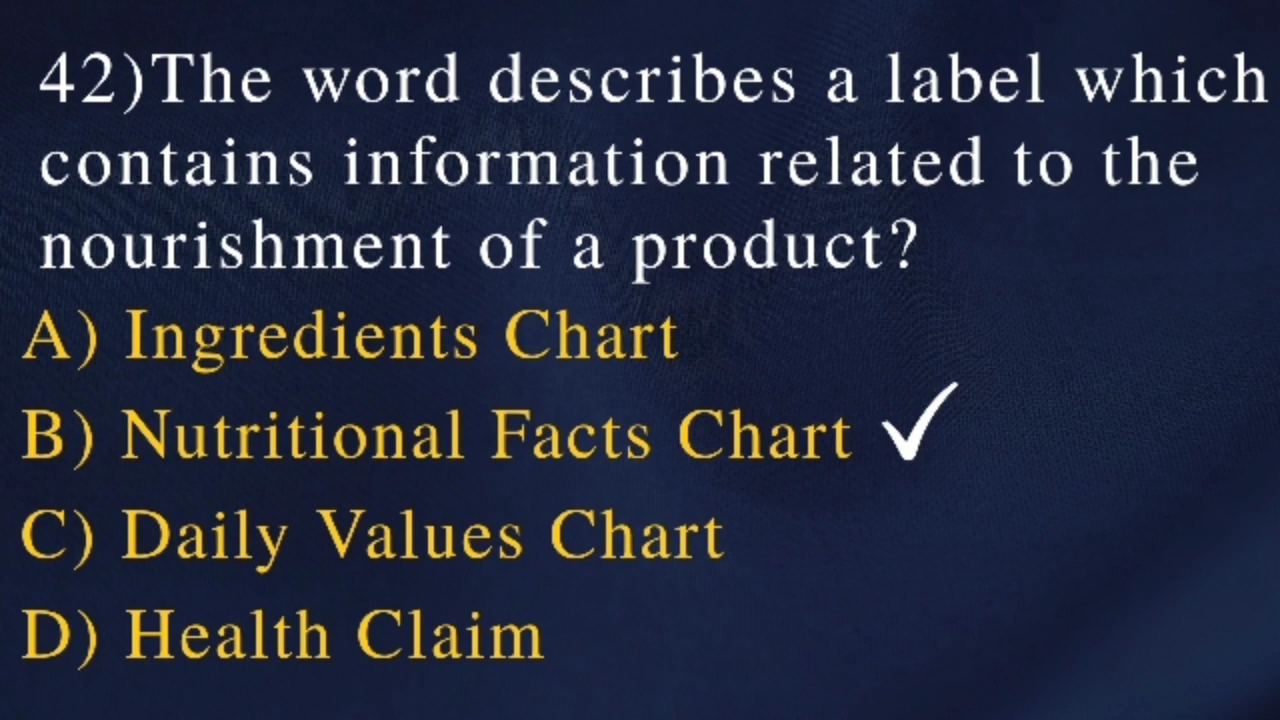 42)The word describes a label which
contains information related to the
nourishment of a product?
A) Ingredients Chart
B) Nutritional Facts Chart ✓
C) Daily Values Chart
D) Health Claim